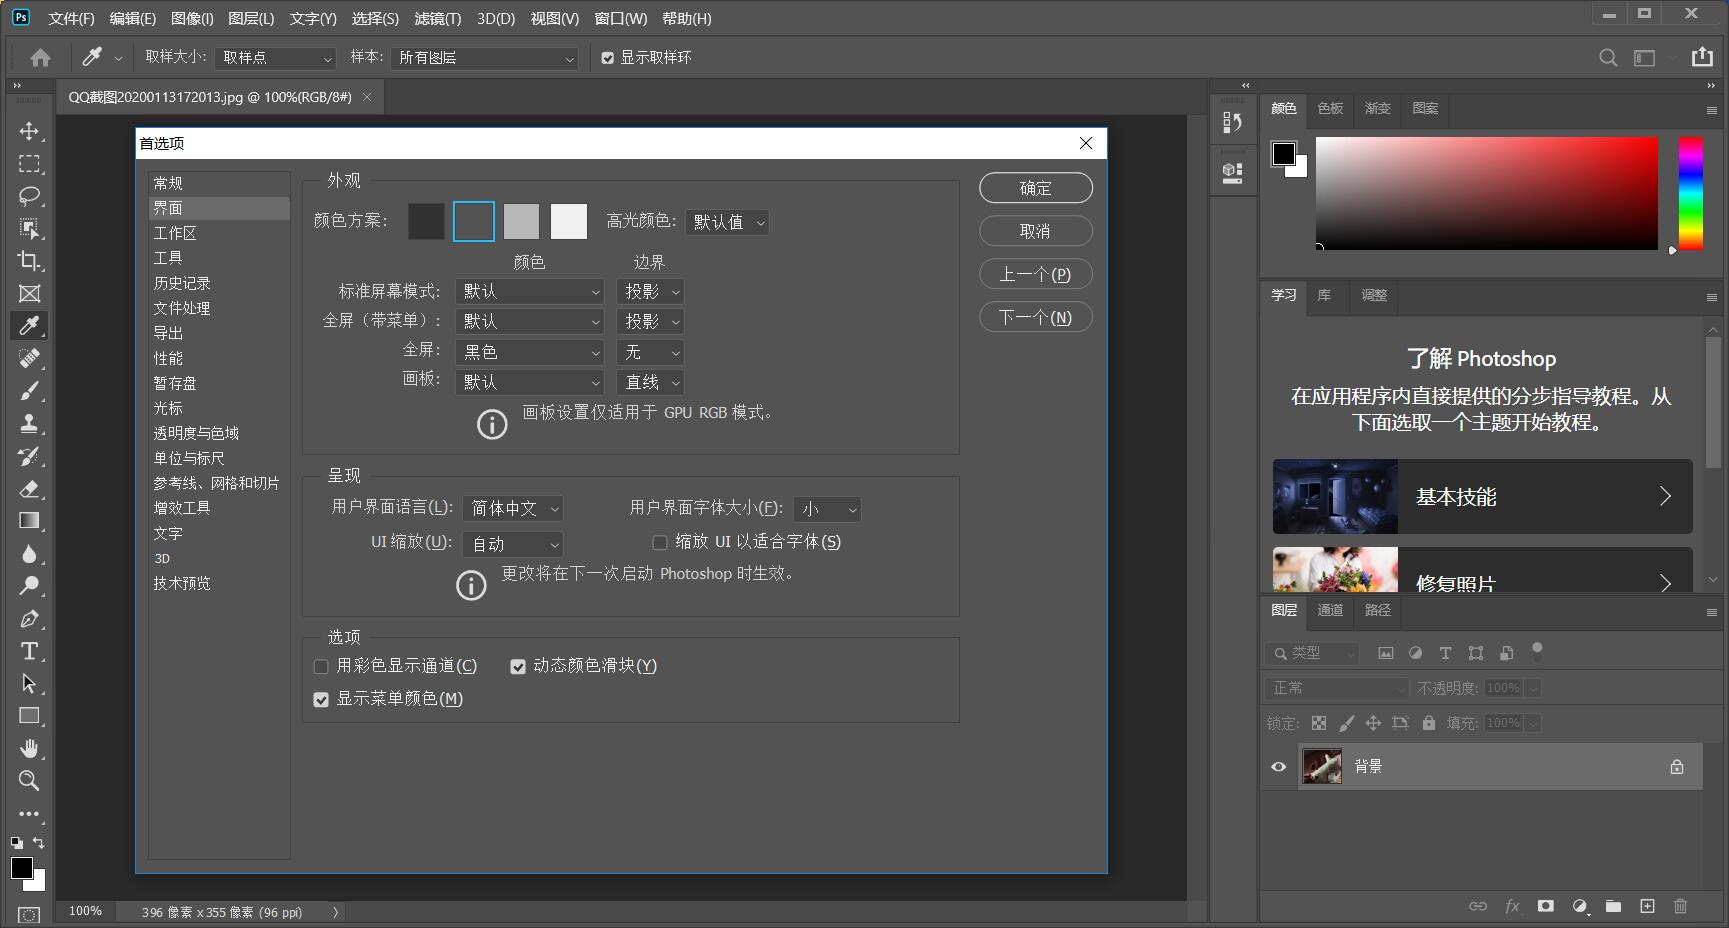 Ps 文件(F) 编辑(E) 图像(I) 图层(L) 文字(Y) 选择(S) 滤镜(T) 3D(D) 视图(V) 窗口(W) 帮助(H)
取样大小: 取样点 样本: 所有图层 显示取样环
QQ截图20200113172013.jpg @ 100%(RGB/8#) ×
首选项
常规
界面
工作区
工具
历史记录
文件处理
导出
性能
暂存盘
光标
透明度与色域
单位与标尺
参考线、网格和切片
增效工具
文字
3D
技术预览
外观
颜色方案: 高光颜色: 默认值
颜色 边界
标准屏幕模式: 默认 投影
全屏（带菜单）: 默认 投影
全屏: 黑色 无
画板: 默认 直线
画板设置仅适用于 GPU RGB 模式。
呈现
用户界面语言(L): 简体中文 用户界面字体大小(F): 小
UI 缩放(U): 自动 缩放 UI 以适合字体(S)
更改将在下一次启动 Photoshop 时生效。
选项
用彩色显示通道(C) 动态颜色滑块(Y)
显示菜单颜色(M)
确定
取消
上一个(P)
下一个(N)
颜色 色板 渐变 图案
学习 库 调整
了解 Photoshop
在应用程序内直接提供的分步指导教程。从
下面选取一个主题开始教程。
基本技能
修复照片
图层 通道 路径
类型
正常 不透明度: 100%
锁定: 填充: 100%
背景
fx
100% 396 像素 x 355 像素 (96 ppi)